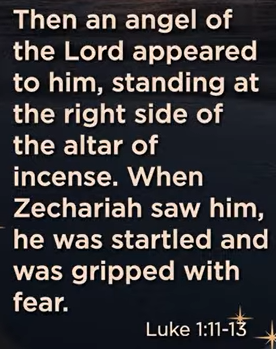 Then an angel of
the Lord appeared
to him, standing at
the right side of
the altar of
incense. When
Zechariah saw him,
he was startled and
was gripped with
fear.
Luke 1:11-13